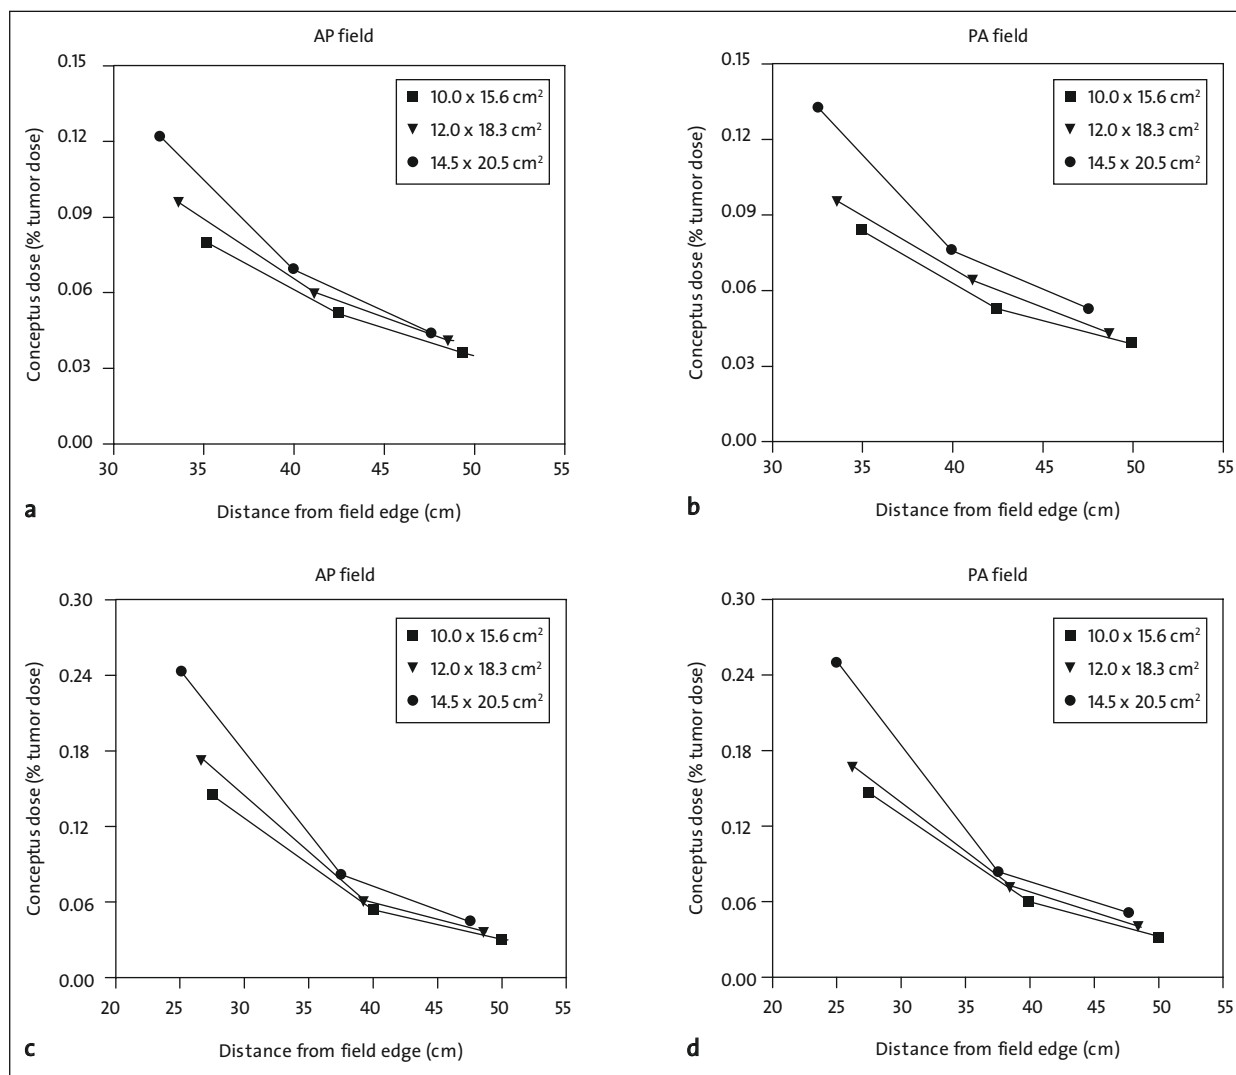 AP field
0.15
0.12
0.09
0.06
0.03
0.00
Conceptus dose (% tumor dose)
10.0 x 15.6 cm²
12.0 x 18.3 cm²
14.5 x 20.5 cm²
30 35 40 45 50 55
Distance from field edge (cm)
a
PA field
0.15
0.12
0.09
0.06
0.03
0.00
Conceptus dose (% tumor dose)
10.0 x 15.6 cm²
12.0 x 18.3 cm²
14.5 x 20.5 cm²
30 35 40 45 50 55
Distance from field edge (cm)
b
AP field
0.30
0.24
0.18
0.12
0.06
0.00
Conceptus dose (% tumor dose)
10.0 x 15.6 cm²
12.0 x 18.3 cm²
14.5 x 20.5 cm²
20 25 30 35 40 45 50 55
Distance from field edge (cm)
c
PA field
0.30
0.24
0.18
0.12
0.06
0.00
Conceptus dose (% tumor dose)
10.0 x 15.6 cm²
12.0 x 18.3 cm²
14.5 x 20.5 cm²
20 25 30 35 40 45 50 55
Distance from field edge (cm)
d